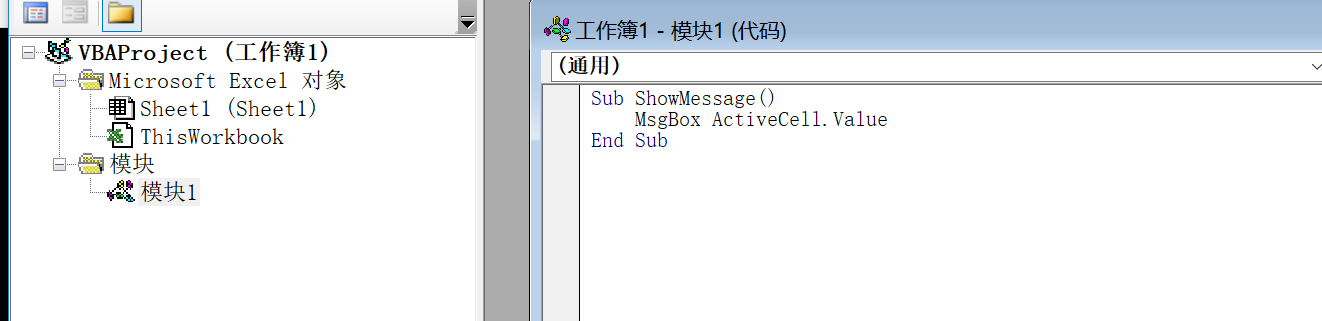 VBAProject (工作簿1)
Microsoft Excel 对象
Sheet1 (Sheet1)
ThisWorkbook
模块
模块1
工作簿1 - 模块1 (代码)
(通用)
Sub ShowMessage()
MsgBox ActiveCell.Value
End Sub